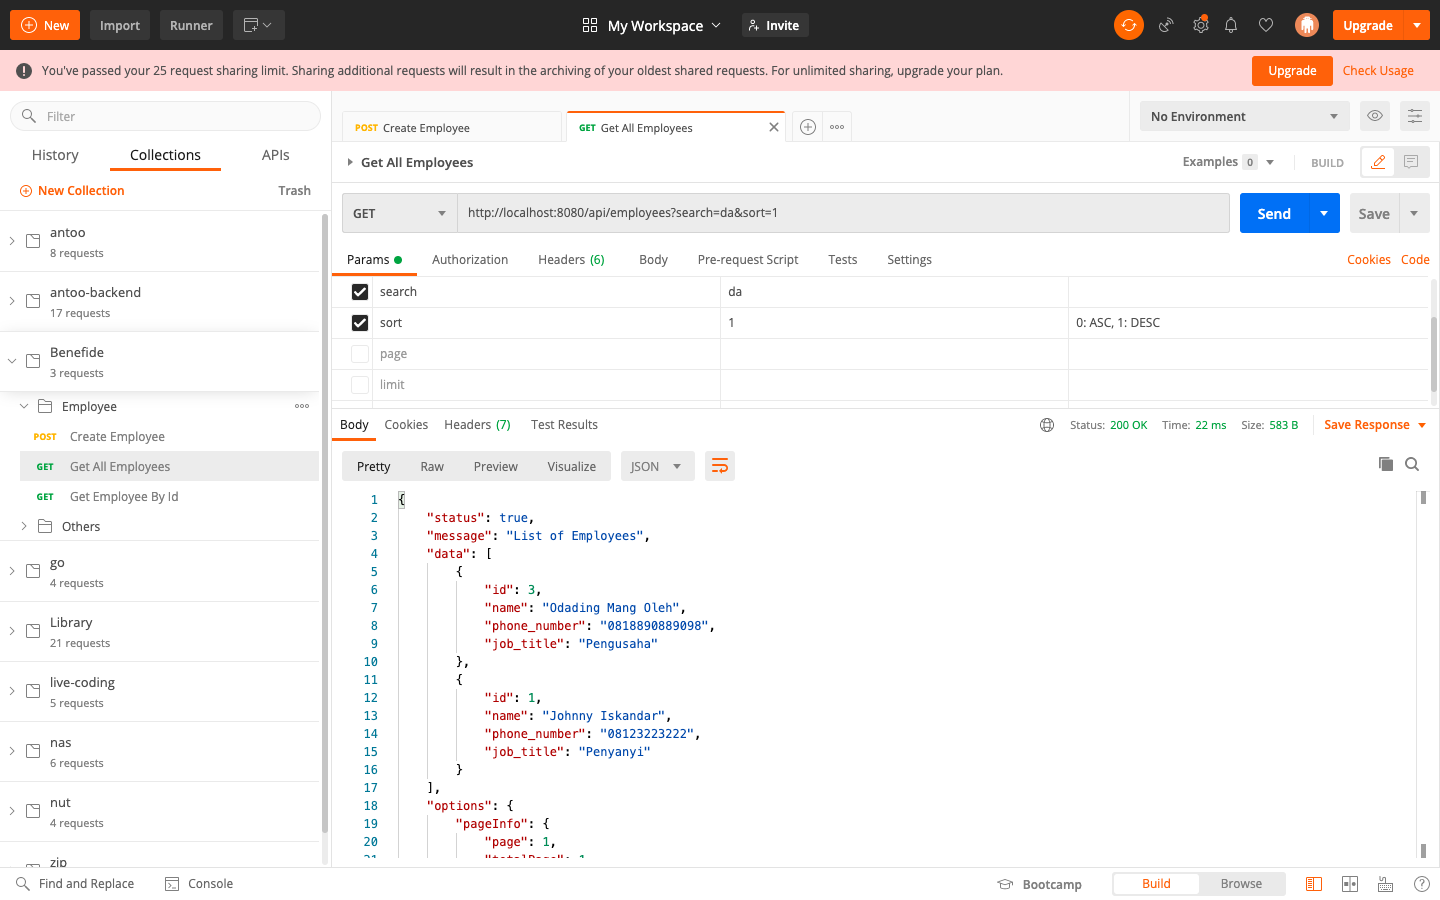 New
Import
Runner
My Workspace
Invite
Upgrade
You've passed your 25 request sharing limit. Sharing additional requests will result in the archiving of your oldest shared requests. For unlimited sharing, upgrade your plan.
Upgrade
Check Usage
Filter
History
Collections
APIs
New Collection
Trash
antoo
8 requests
antoo-backend
17 requests
Benefide
3 requests
Employee
POST Create Employee
GET Get All Employees
GET Get Employee By Id
Others
go
4 requests
Library
21 requests
live-coding
5 requests
nas
6 requests
nut
4 requests
zip
POST Create Employee
GET Get All Employees
No Environment
Get All Employees
Examples 0
BUILD
GET
http://localhost:8080/api/employees?search=da&sort=1
Send
Save
Params
Authorization
Headers (6)
Body
Pre-request Script
Tests
Settings
Cookies
Code
search da
sort 1 0: ASC, 1: DESC
page
limit
Body
Cookies
Headers (7)
Test Results
Status: 200 OK
Time: 22 ms
Size: 583 B
Save Response
Pretty
Raw
Preview
Visualize
JSON
1 {
2 "status": true,
3 "message": "List of Employees",
4 "data": [
5 {
6 "id": 3,
7 "name": "Odading Mang Oleh",
8 "phone_number": "0818890889098",
9 "job_title": "Pengusaha"
10 },
11 {
12 "id": 1,
13 "name": "Johnny Iskandar",
14 "phone_number": "08123223222",
15 "job_title": "Penyanyi"
16 }
17 ],
18 "options": {
19 "pageInfo": {
20 "page": 1,
21 "totalPage": 1
Find and Replace
Console
Bootcamp
Build
Browse